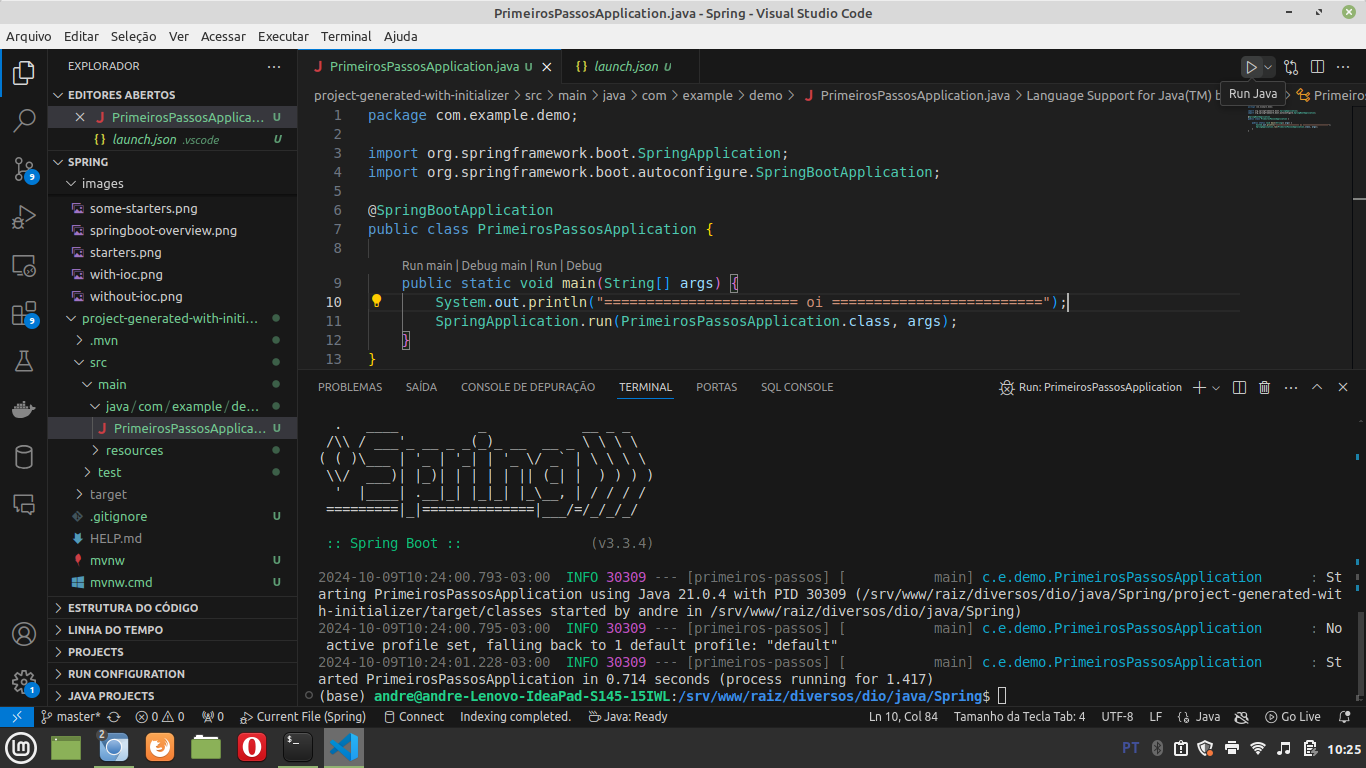 PrimeirosPassosApplication.java - Spring - Visual Studio Code
Arquivo Editar Seleção Ver Acessar Executar Terminal Ajuda
EXPLORADOR
EDITORES ABERTOS
PrimeirosPassosApplica... U
launch.json .vscode U
SPRING
images
some-starters.png
springboot-overview.png
starters.png
with-ioc.png
without-ioc.png
project-generated-with-initi...
.mvn
src
main
java/com/example/de...
PrimeirosPassosApplica... U
resources
test
target
.gitignore U
HELP.md
mvnw U
mvnw.cmd U
ESTRUTURA DO CÓDIGO
LINHA DO TEMPO
PROJECTS
RUN CONFIGURATION
JAVA PROJECTS
9
9
1
PrimeirosPassosApplication.java U
launch.json U
Run Java
project-generated-with-initializer > src > main > java > com > example > demo > PrimeirosPassosApplication.java > Language Support for Java(TM) b > Primeiros
1 package com.example.demo;
2
3 import org.springframework.boot.SpringApplication;
4 import org.springframework.boot.autoconfigure.SpringBootApplication;
5
6 @SpringBootApplication
7 public class PrimeirosPassosApplication {
8
Run main | Debug main | Run | Debug
9 public static void main(String[] args) {
10 System.out.println("======================= oi =========================");
11 SpringApplication.run(PrimeirosPassosApplication.class, args);
12 }
13 }
PROBLEMAS SAÍDA CONSOLE DE DEPURAÇÃO TERMINAL PORTAS SQL CONSOLE
Run: PrimeirosPassosApplication
  .   ____          _            __ _ _
 /\\ / ___'_ __ _ _(_)_ __  __ _ \ \ \ \
( ( )\___ | '_ | '_| | '_ \/ _` | \ \ \ \
 \\/  ___)| |_)| | | | | || (_| |  ) ) ) )
  '  |____| .__|_| |_|_| |_\__, | / / / /
 =========|_|==============|___/=/_/_/_/
:: Spring Boot :: (v3.3.4)
2024-10-09T10:24:00.793-03:00 INFO 30309 --- [primeiros-passos] [ main] c.e.demo.PrimeirosPassosApplication : St
arting PrimeirosPassosApplication using Java 21.0.4 with PID 30309 (/srv/www/raiz/diversos/dio/java/Spring/project-generated-wit
h-initializer/target/classes started by andre in /srv/www/raiz/diversos/dio/java/Spring)
2024-10-09T10:24:00.795-03:00 INFO 30309 --- [primeiros-passos] [ main] c.e.demo.PrimeirosPassosApplication : No
active profile set, falling back to 1 default profile: "default"
2024-10-09T10:24:01.228-03:00 INFO 30309 --- [primeiros-passos] [ main] c.e.demo.PrimeirosPassosApplication : St
arted PrimeirosPassosApplication in 0.714 seconds (process running for 1.417)
(base) andre@andre-Lenovo-IdeaPad-S145-15IWL:/srv/www/raiz/diversos/dio/java/Spring$
master* 0 0 0 Current File (Spring) Connect Indexing completed. Java: Ready Ln 10, Col 84 Tamanho da Tecla Tab: 4 UTF-8 LF Java Go Live
2 PT 10:25